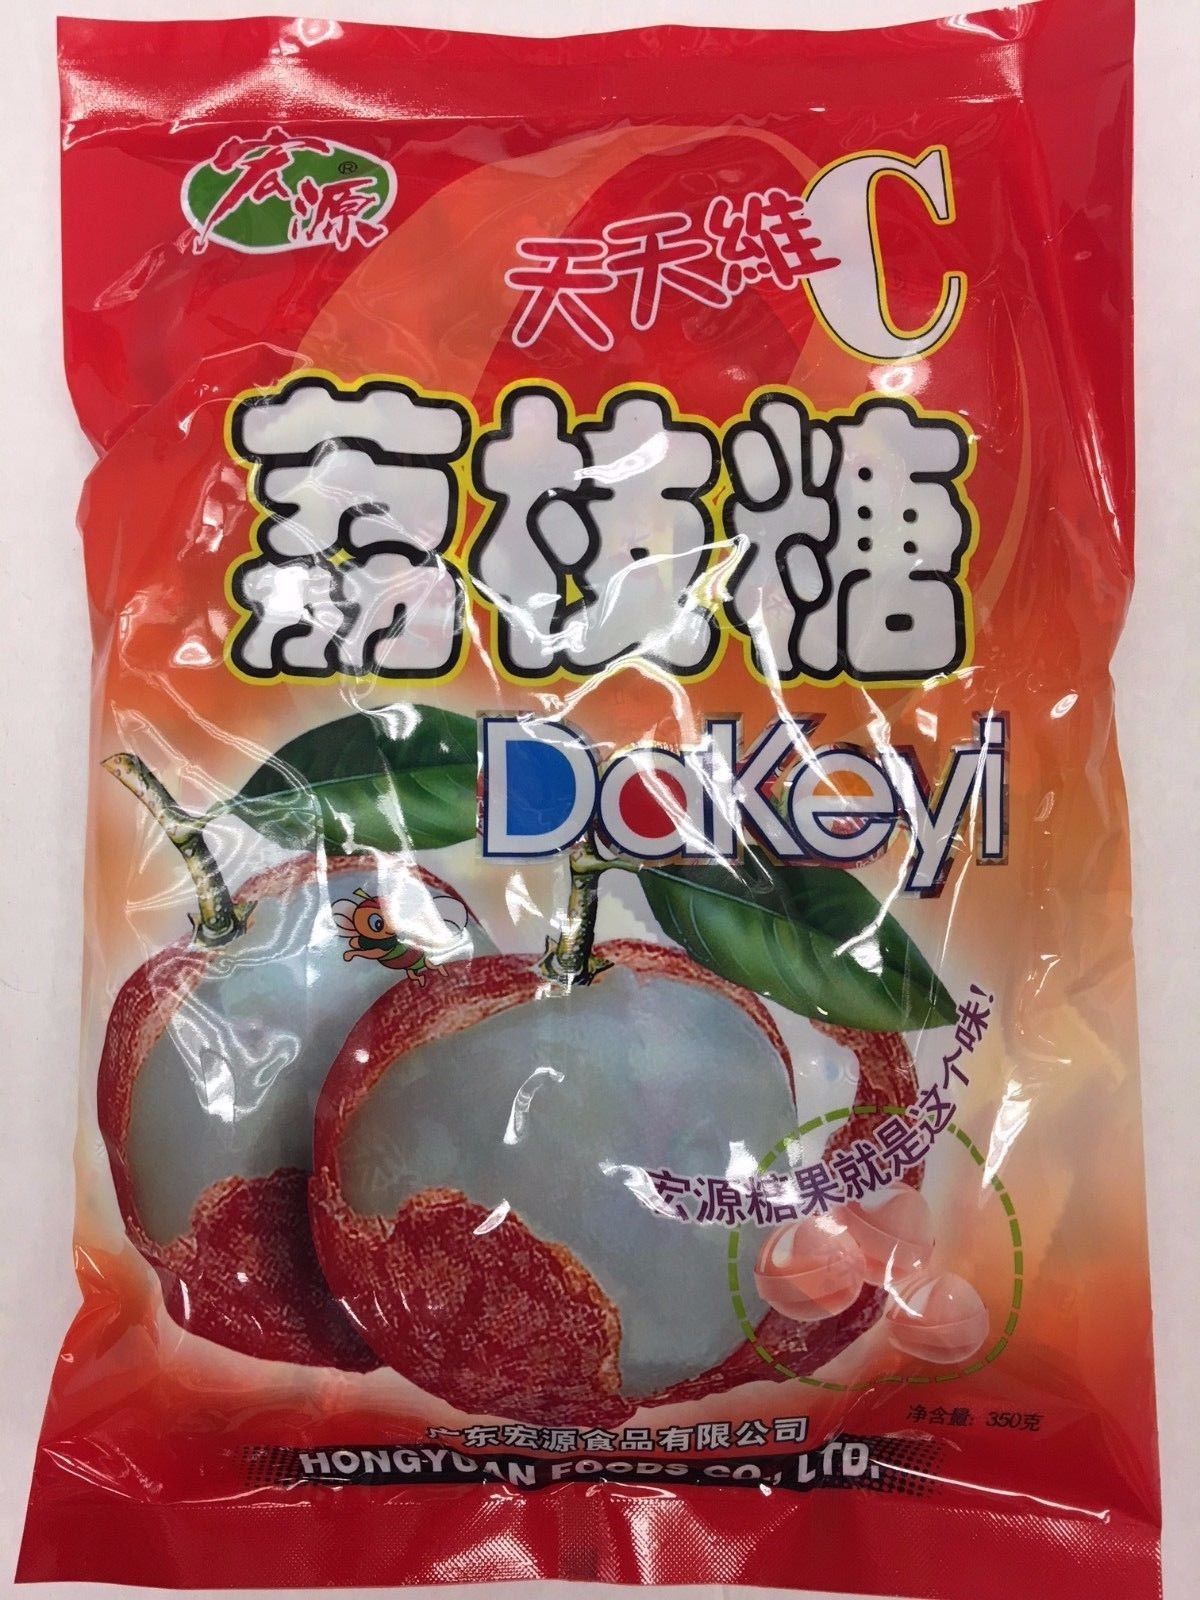 宏源®
天天維C
荔枝糖
DaKeyi
宏源糖果就是这个味!
净含量: 350克
广东宏源食品有限公司
HONGYUAN FOODS CO., LTD.